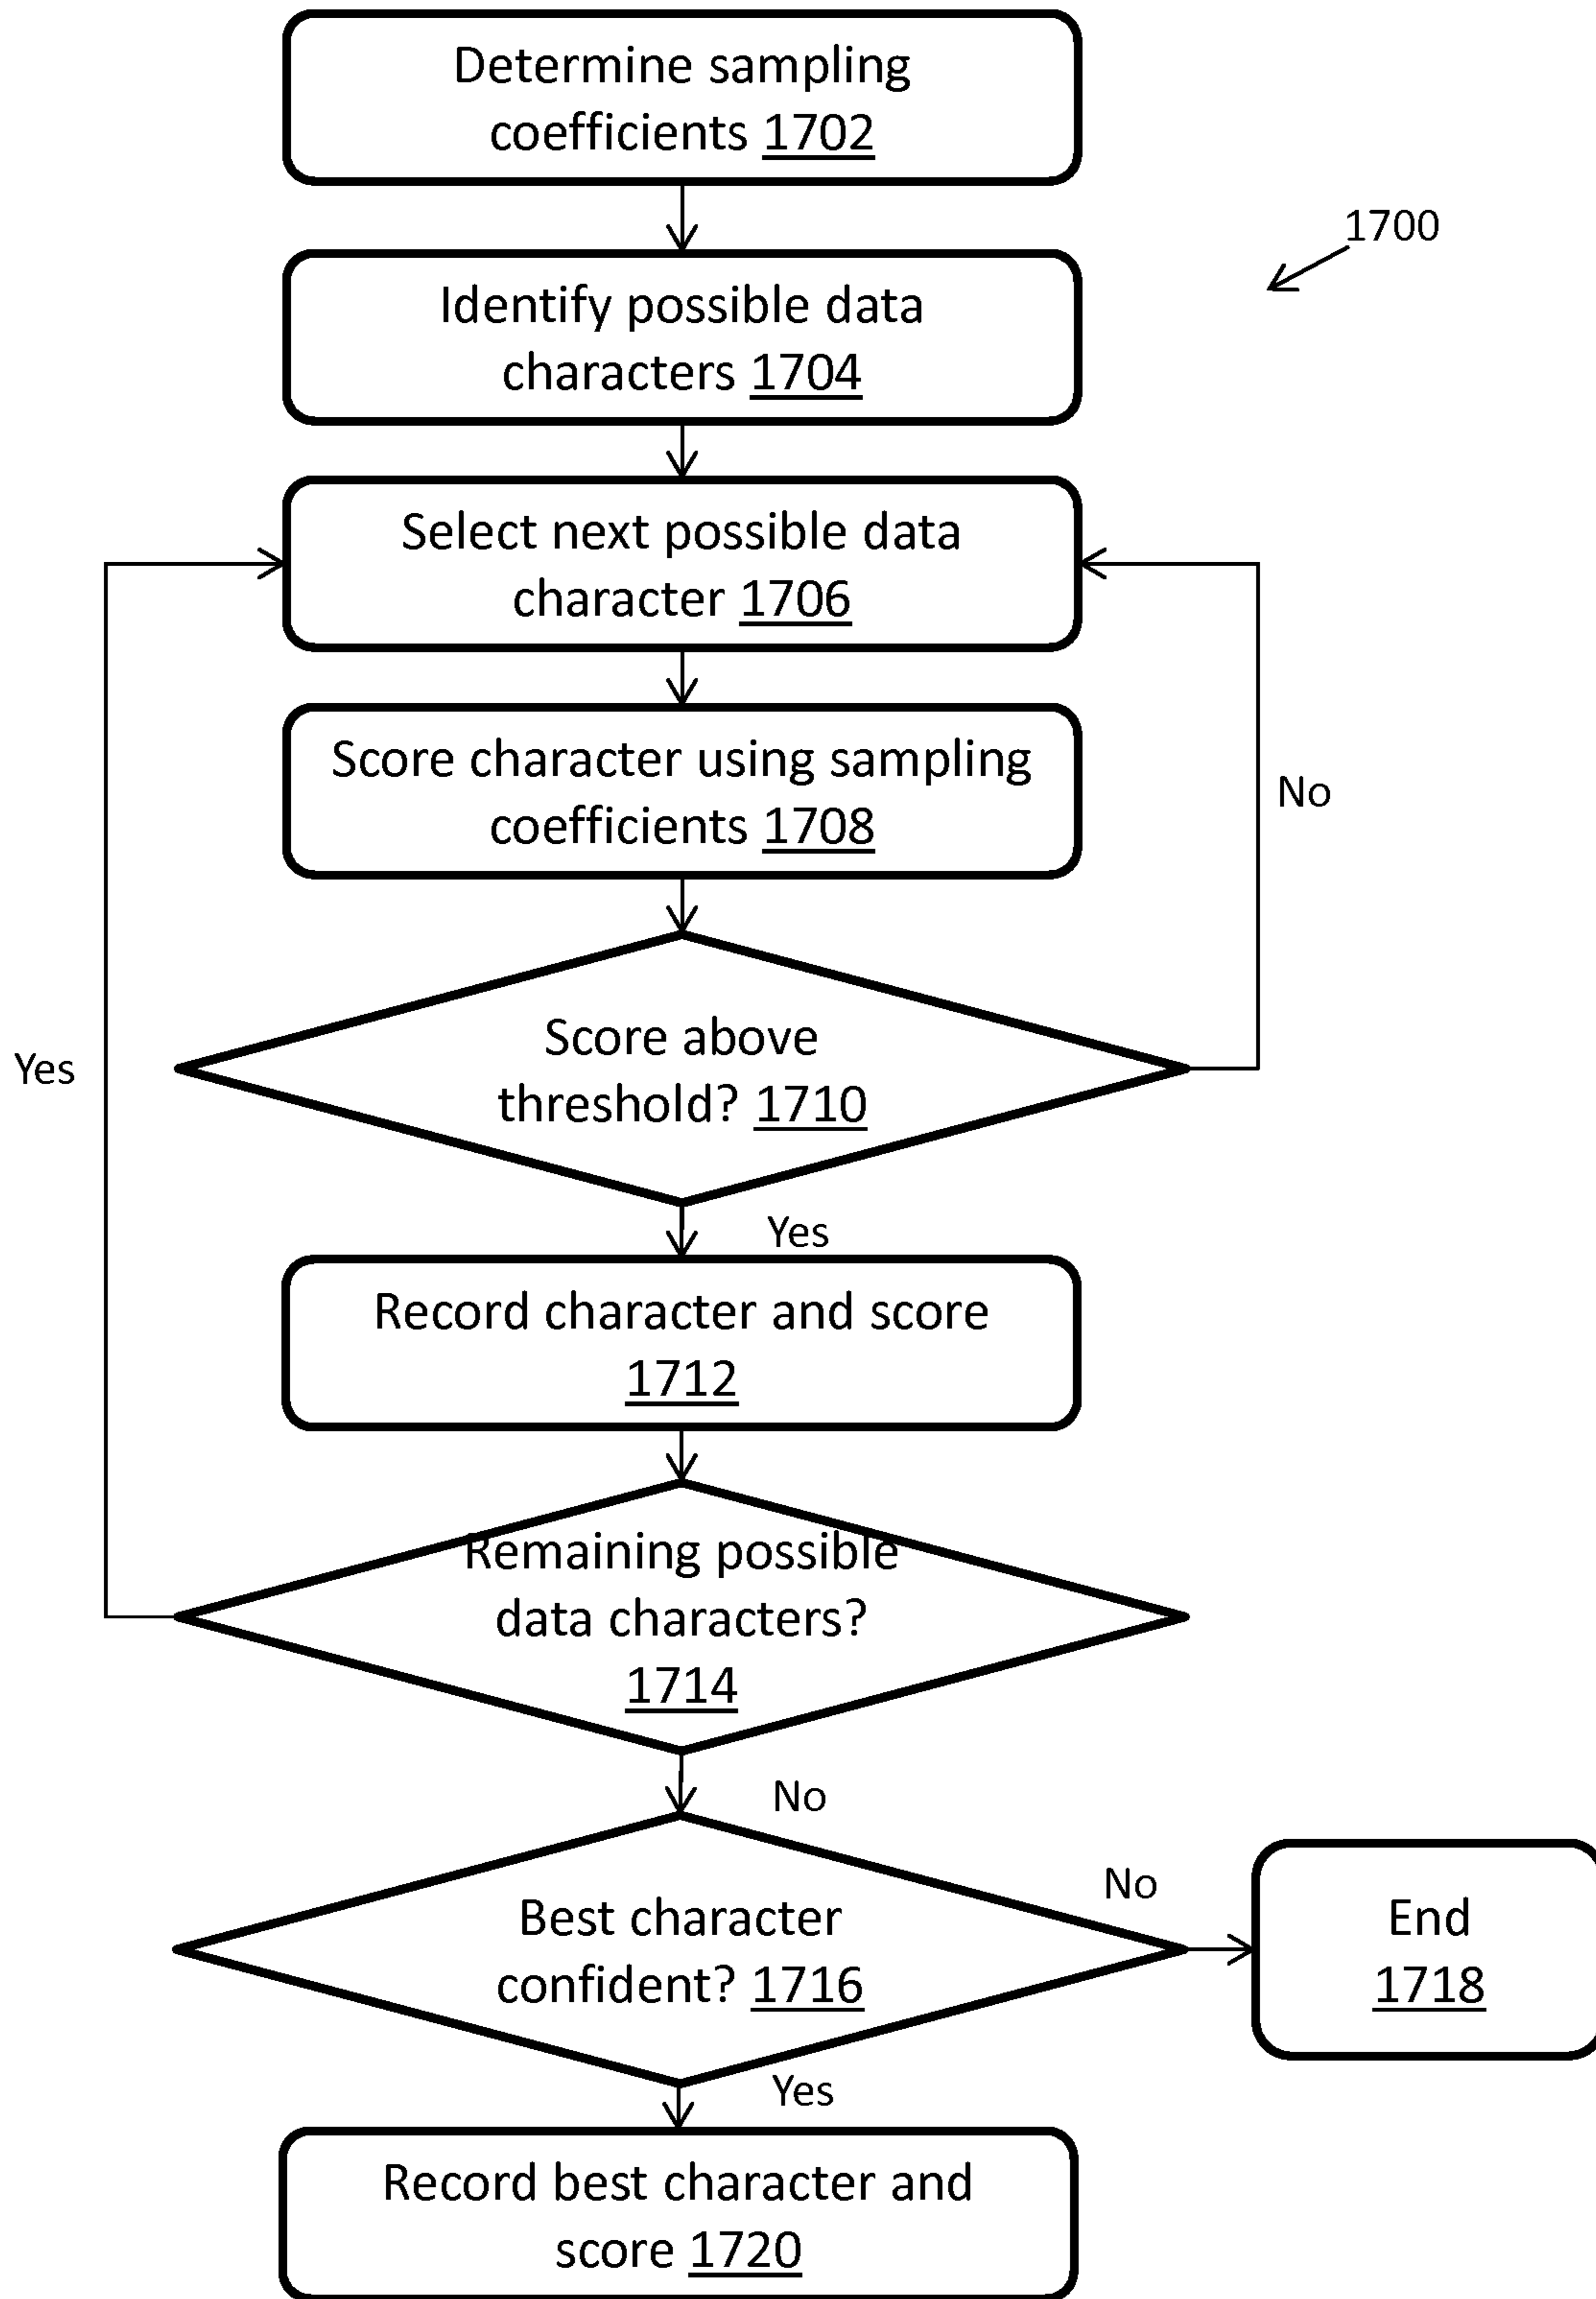 Determine sampling
coefficients 1702
1700
Identify possible data
characters 1704
Select next possible data
character 1706
Score character using sampling
coefficients 1708
No
Score above
threshold? 1710
Yes
Yes
Record character and score
1712
Remaining possible
data characters?
1714
No
Best character
confident? 1716
No
End
1718
Yes
Record best character and
score 1720